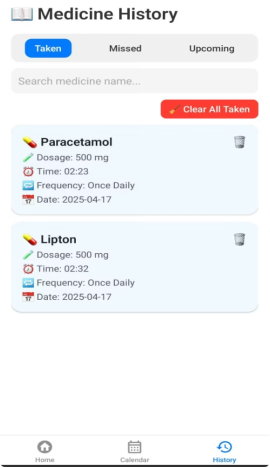 Medicine History
Taken Missed Upcoming
Search medicine name...
Clear All Taken
Paracetamol
Dosage: 500 mg
Time: 02:23
Frequency: Once Daily
Date: 2025-04-17
Lipton
Dosage: 500 mg
Time: 02:32
Frequency: Once Daily
Date: 2025-04-17
Home Calendar History